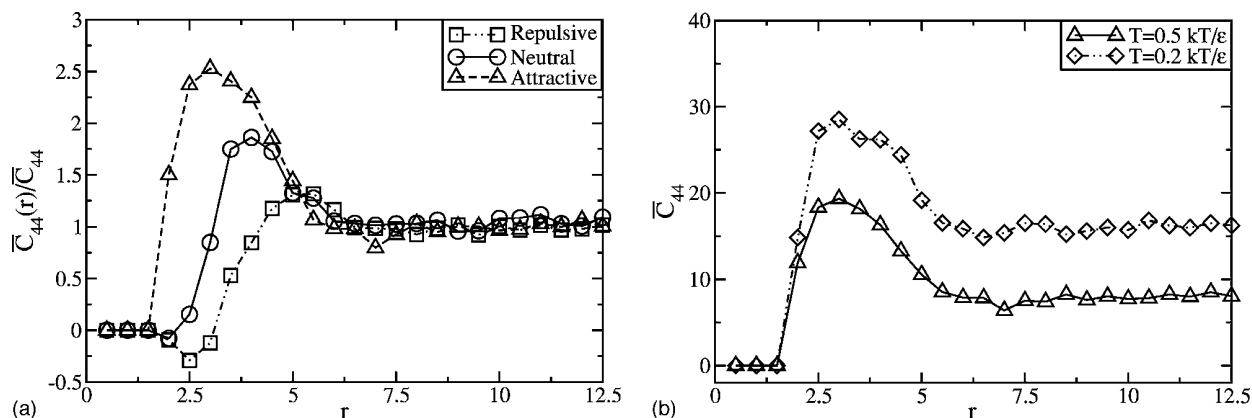 3
2.5
2
1.5
1
0.5
0
-0.5
C̅₄₄(r)/C̅₄₄
Repulsive
Neutral
Attractive
0 2.5 5 7.5 10 12.5
r
(a)
40
30
20
10
0
C̅₄₄
T=0.5 kT/ε
T=0.2 kT/ε
0 2.5 5 7.5 10 12.5
r
(b)